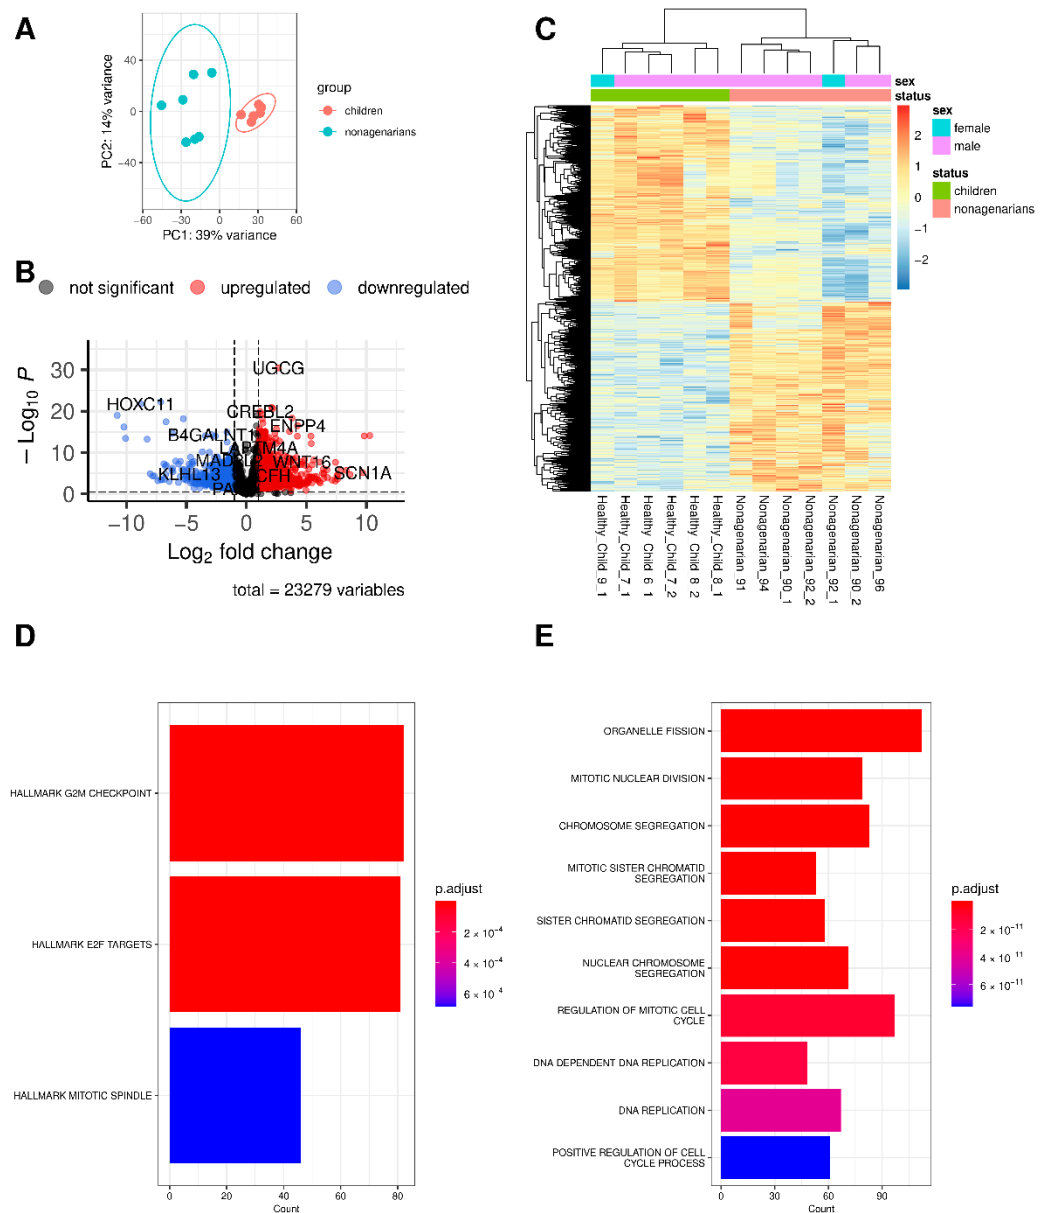 A
PC2: 14% variance
40
0
−40
−60
−30
0
30
60
PC1: 39% variance
group
children
nonagenarians
B
not significant
upregulated
downregulated
− Log10 P
30
20
10
0
UGCG
HOXC11
CREBL2
ENPP4
B4GALNT1
LAPTM4A
WNT16
KLHL13
CFH
SCN1A
−10
−5
0
5
10
Log2 fold change
total = 23279 variables
C
sex
status
2
1
0
−1
−2
sex
female
male
status
children
nonagenarians
Healthy_Child_9_1
Healthy_Child_7_1
Healthy_Child_6_1
Healthy_Child_7_2
Healthy_Child_8_2
Healthy_Child_8_1
Nonagenarian_91
Nonagenarian_94
Nonagenarian_90_1
Nonagenarian_92_2
Nonagenarian_92_1
Nonagenarian_90_2
Nonagenarian_96
D
HALLMARK G2M CHECKPOINT
HALLMARK E2F TARGETS
HALLMARK MITOTIC SPINDLE
0
20
40
60
80
Count
p.adjust
2 × 10−4
4 × 10−4
6 × 10−4
E
ORGANELLE FISSION
MITOTIC NUCLEAR DIVISION
CHROMOSOME SEGREGATION
MITOTIC SISTER CHROMATID
SEGREGATION
SISTER CHROMATID SEGREGATION
NUCLEAR CHROMOSOME
SEGREGATION
REGULATION OF MITOTIC CELL
CYCLE
DNA DEPENDENT DNA REPLICATION
DNA REPLICATION
POSITIVE REGULATION OF CELL
CYCLE PROCESS
0
30
60
90
Count
p.adjust
2 × 10−11
4 × 10−11
6 × 10−11